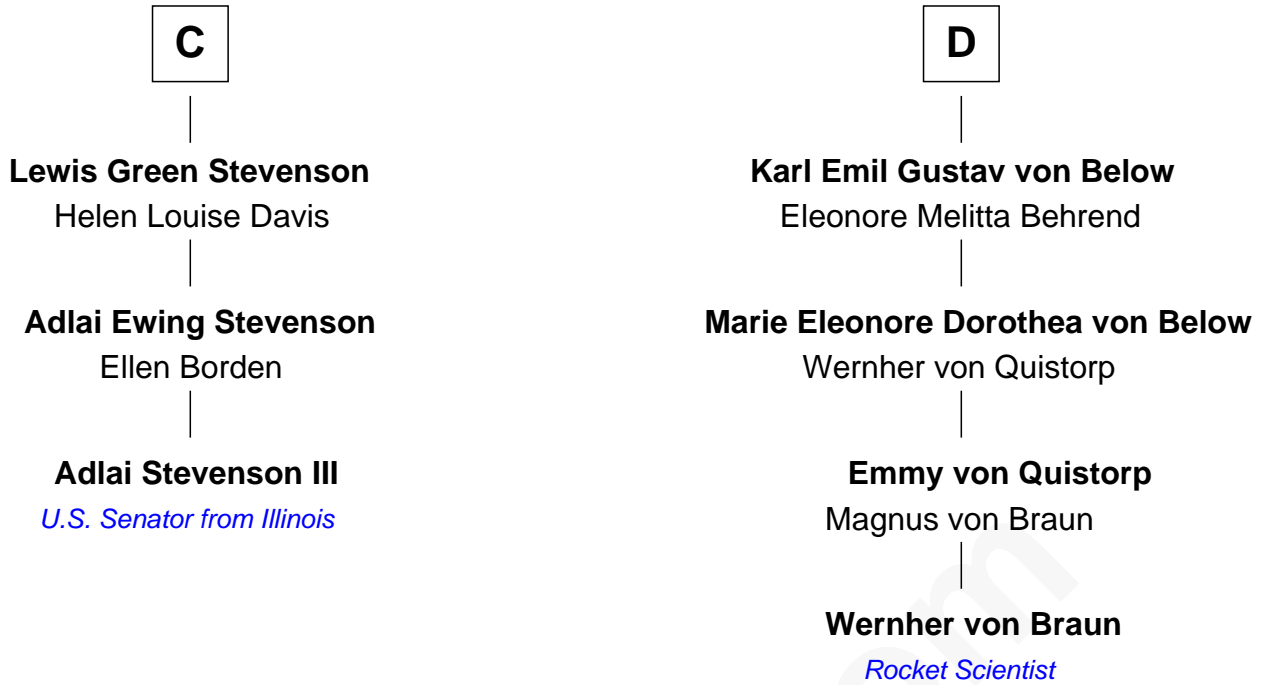 C
Lewis Green Stevenson
Helen Louise Davis
Adlai Ewing Stevenson
Ellen Borden
Adlai Stevenson III
U.S. Senator from Illinois
D
Karl Emil Gustav von Below
Eleonore Melitta Behrend
Marie Eleonore Dorothea von Below
Wernher von Quistorp
Emmy von Quistorp
Magnus von Braun
Wernher von Braun
Rocket Scientist